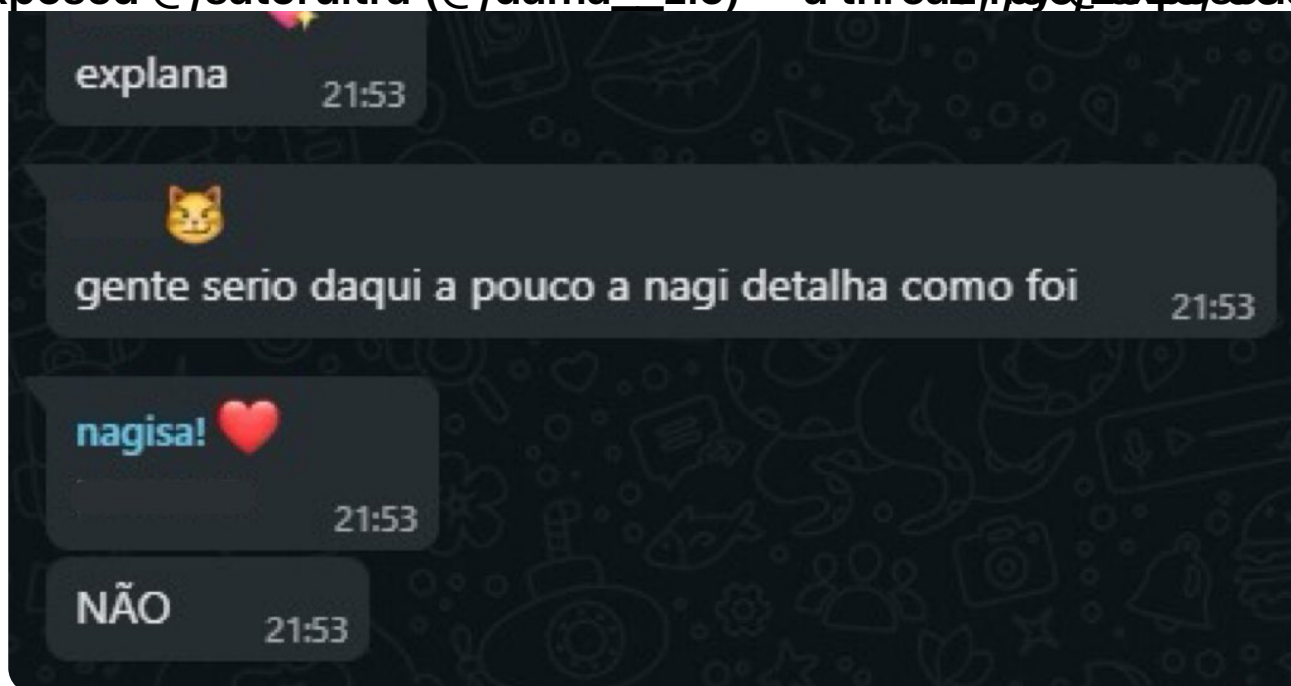 explana
21:53
gente serio daqui a pouco a nagi detalha como foi
21:53
nagisa!
21:53
NÃO
21:53